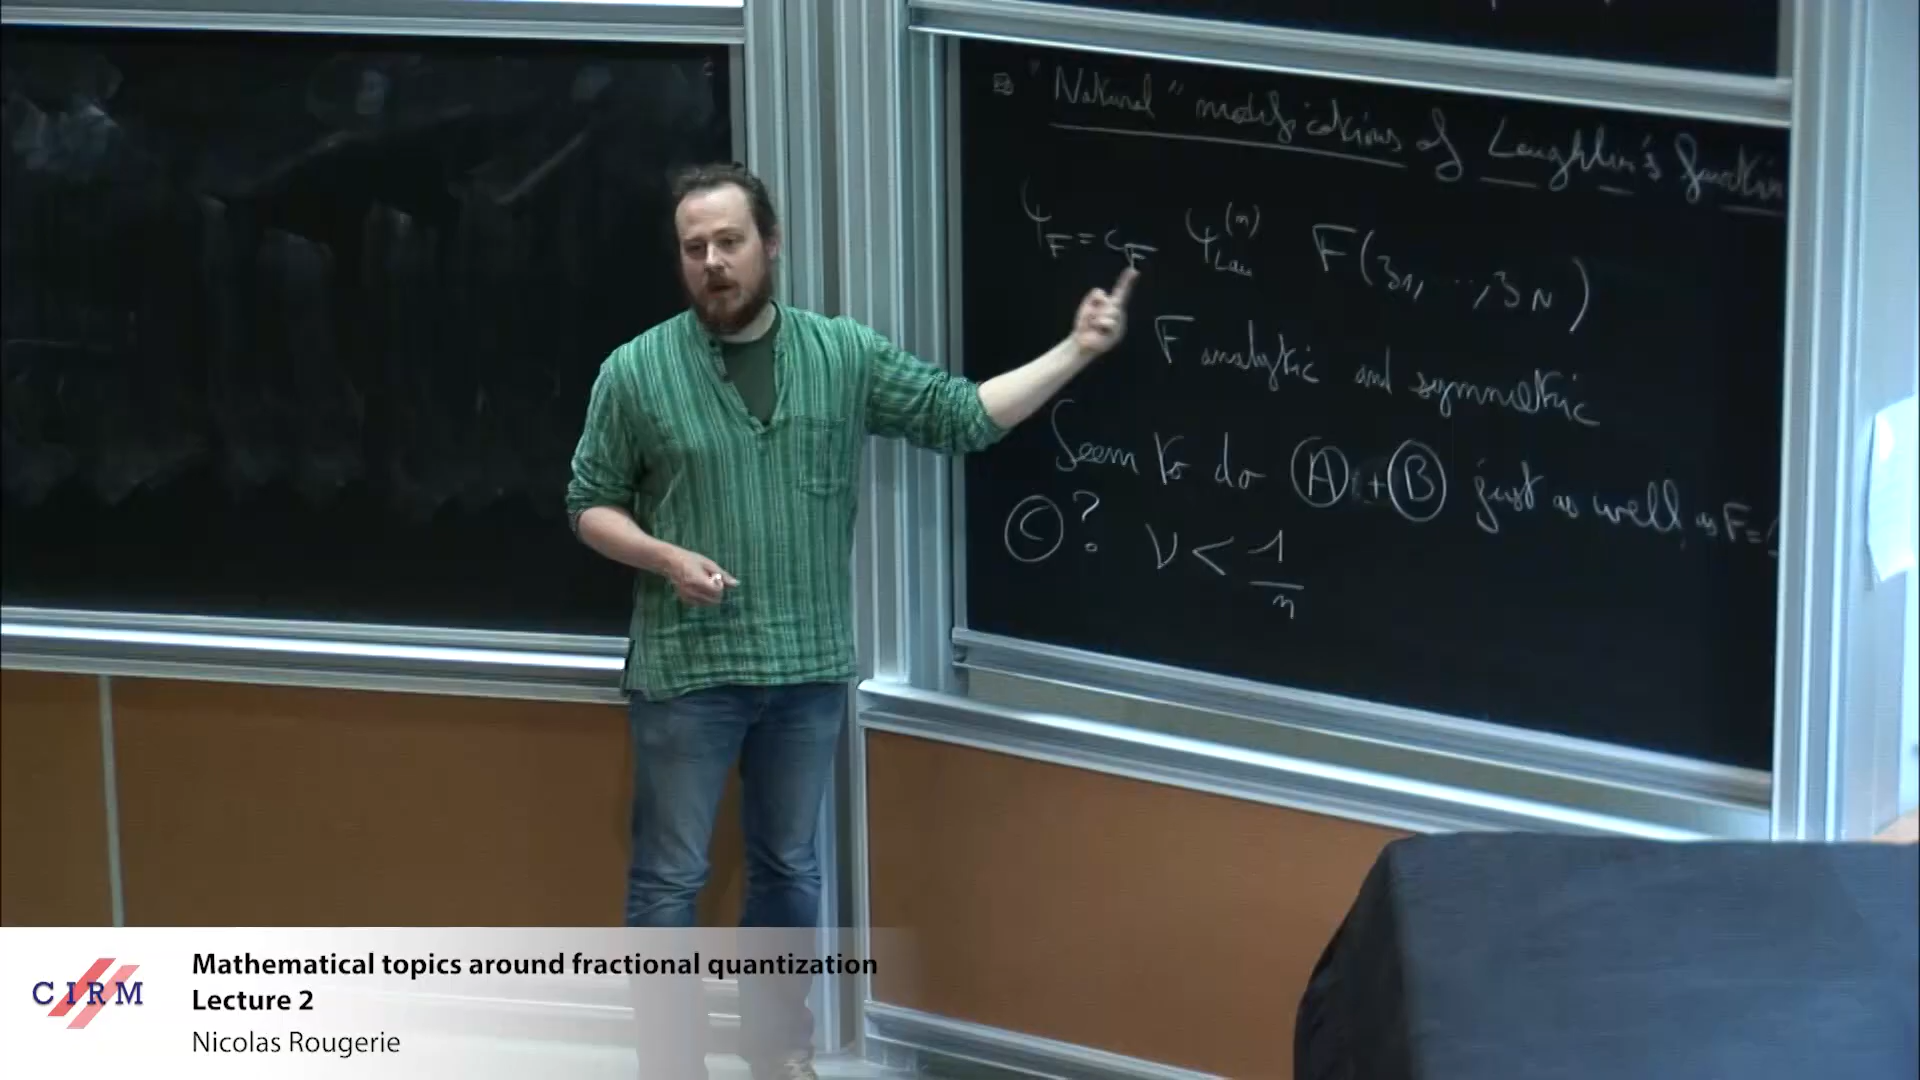 "Natural" modifications of Laughlin's function
Ψ_F = c_F Ψ_Lau^(n) F(z_1, ..., z_N)
F analytic and symmetric
Seem to do Ⓐ + Ⓑ just as well as F=
Ⓒ? ν < 1/n
CIRM
Mathematical topics around fractional quantization
Lecture 2
Nicolas Rougerie